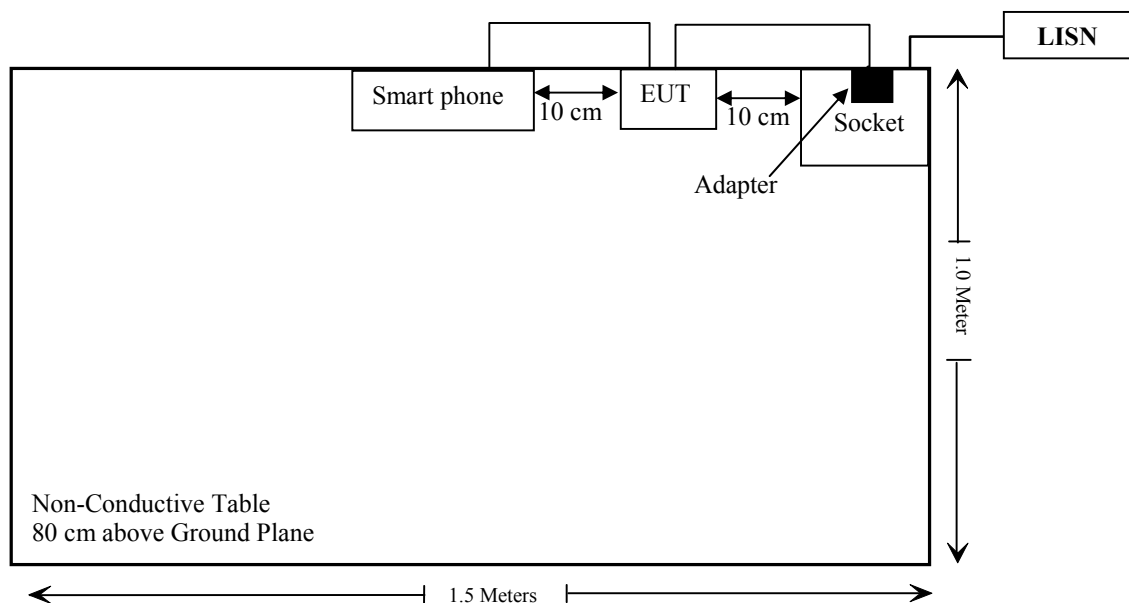 LISN
Smart phone
10 cm
EUT
10 cm
Socket
Adapter
1.0 Meter
Non-Conductive Table
80 cm above Ground Plane
1.5 Meters